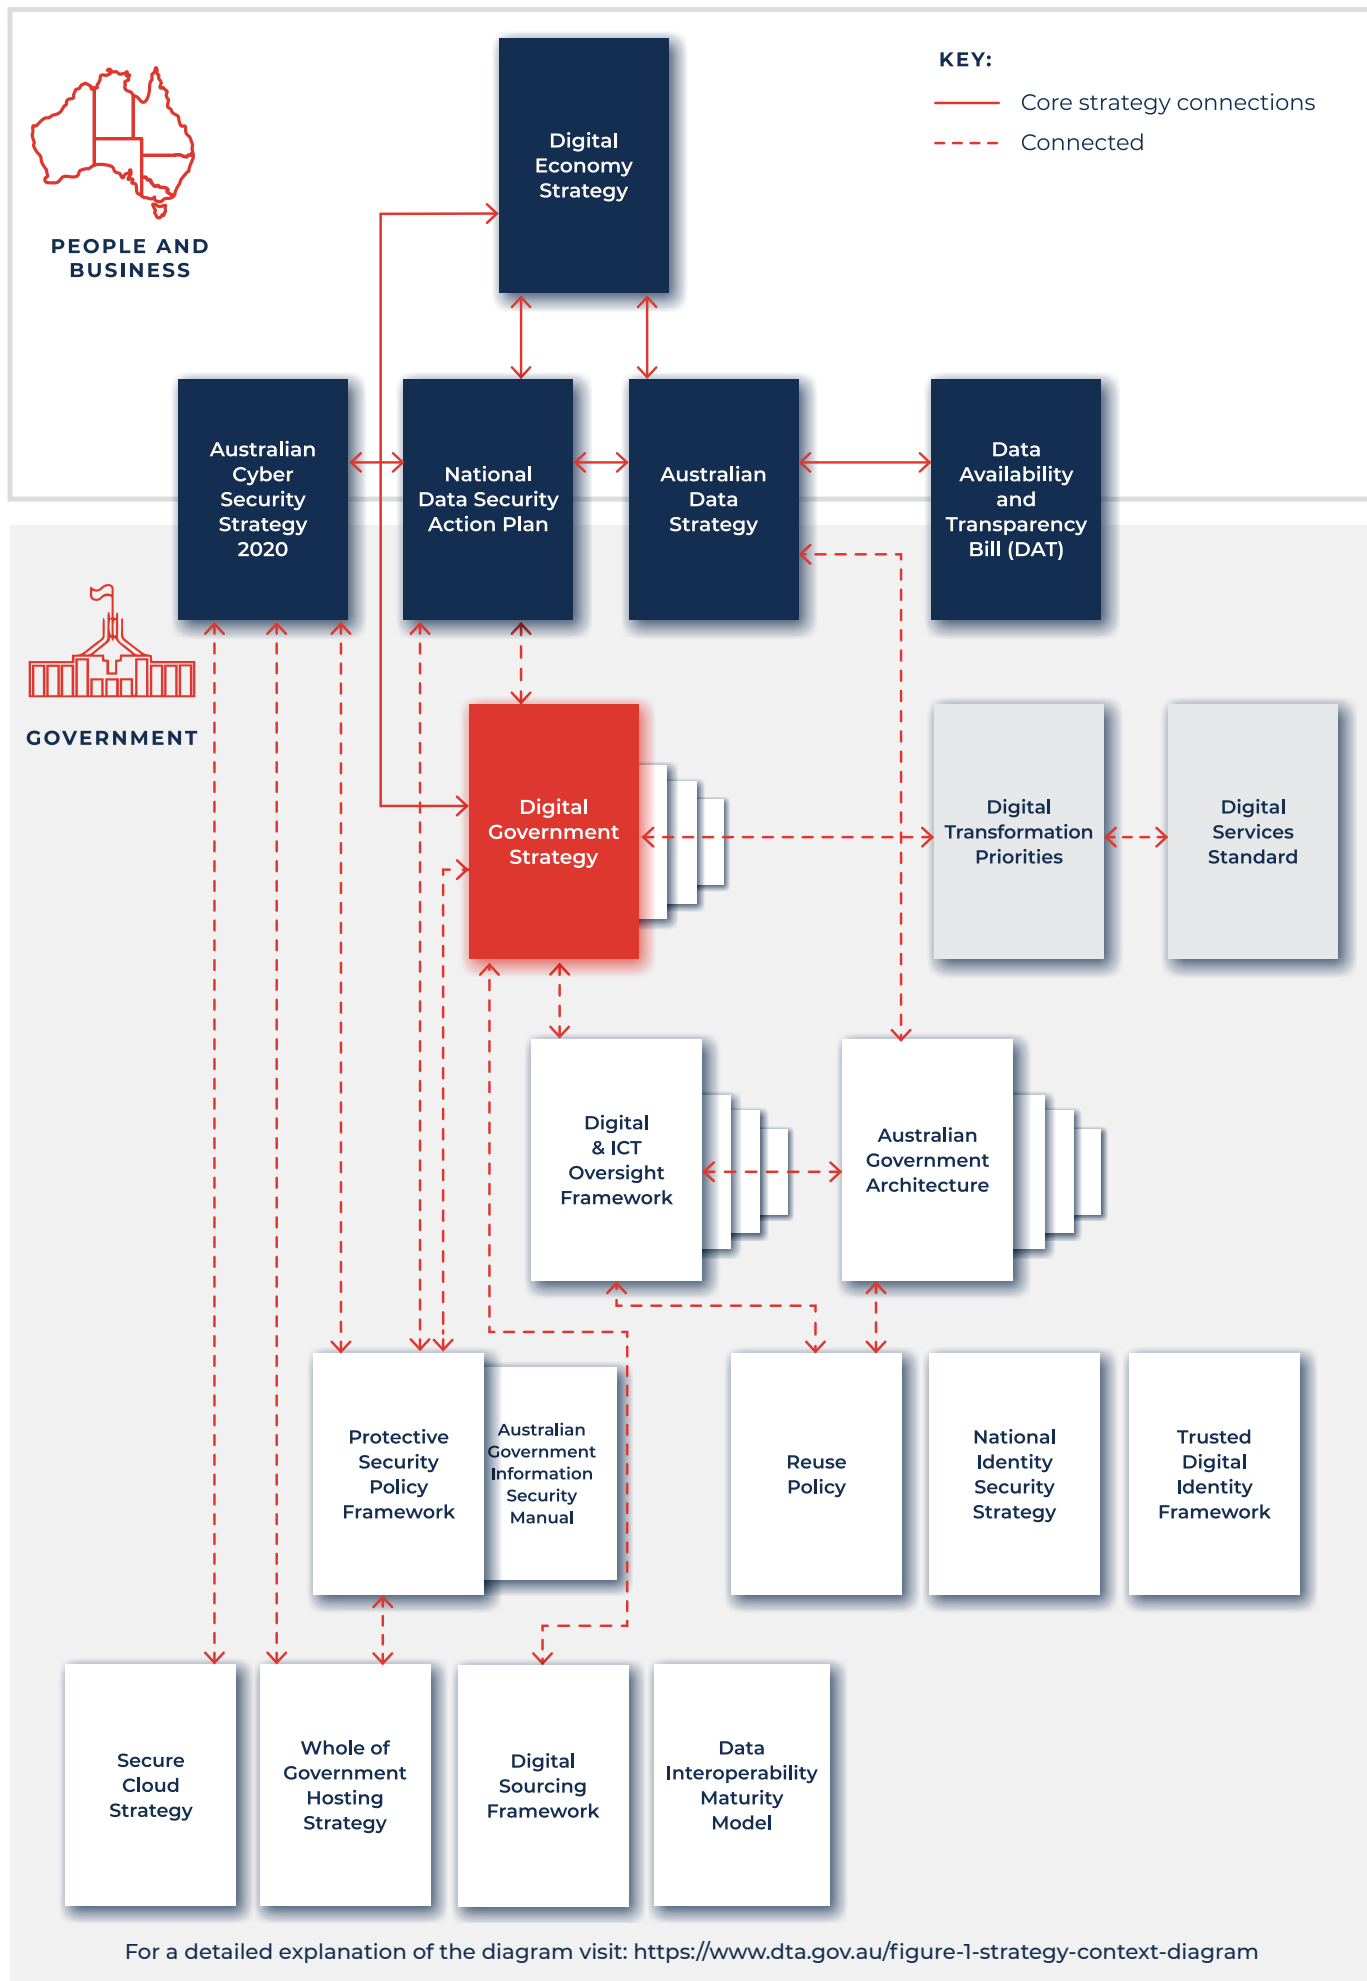 KEY:
Core strategy connections
Connected
PEOPLE AND
BUSINESS
Digital
Economy
Strategy
Australian
Cyber
Security
Strategy
2020
National
Data Security
Action Plan
Australian
Data
Strategy
Data
Availability
and
Transparency
Bill (DAT)
GOVERNMENT
Digital
Government
Strategy
Digital
Transformation
Priorities
Digital
Services
Standard
Digital
& ICT
Oversight
Framework
Australian
Government
Architecture
Protective
Security
Policy
Framework
Australian
Government
Information
Security
Manual
Reuse
Policy
National
Identity
Security
Strategy
Trusted
Digital
Identity
Framework
Secure
Cloud
Strategy
Whole of
Government
Hosting
Strategy
Digital
Sourcing
Framework
Data
Interoperability
Maturity
Model
For a detailed explanation of the diagram visit: https://www.dta.gov.au/figure-1-strategy-context-diagram